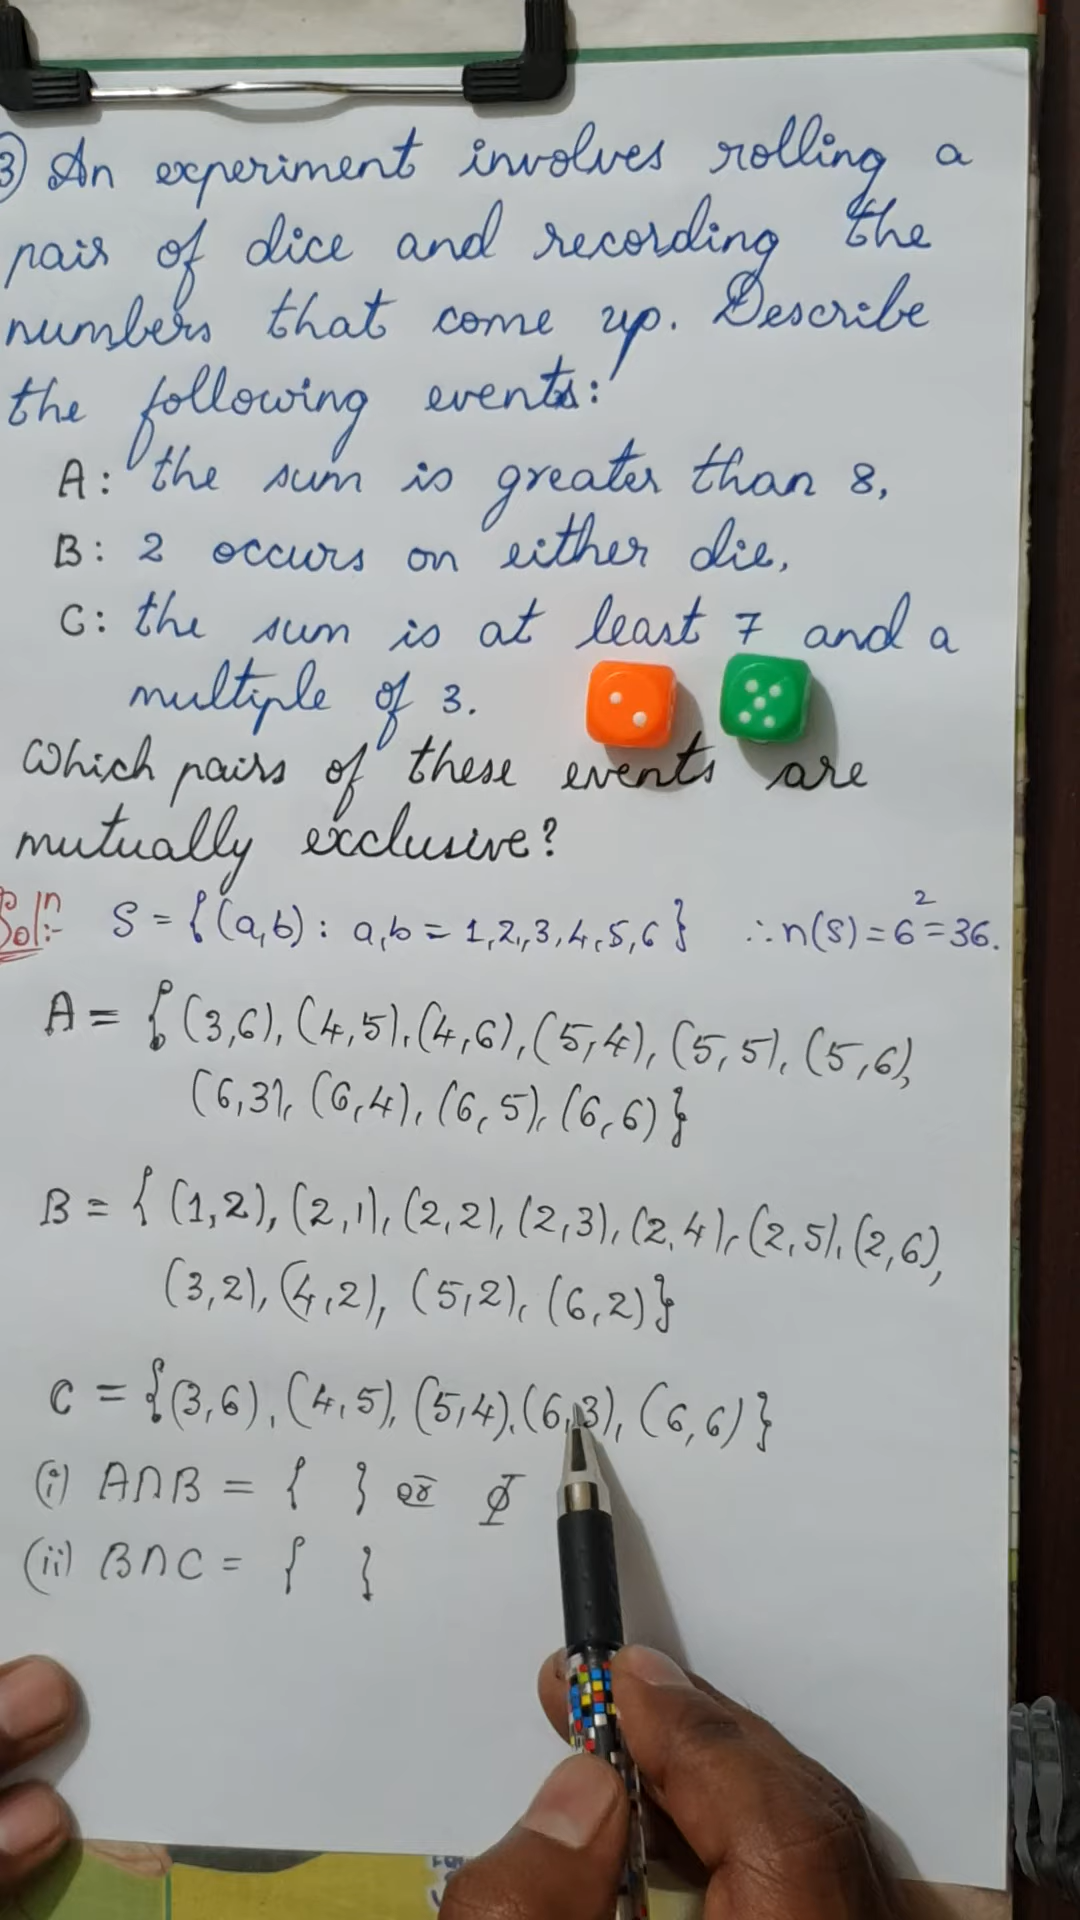 3) An experiment involves rolling a
pair of dice and recording the
numbers that come up. Describe
the following events:
A: the sum is greater than 8,
B: 2 occurs on either die,
C: the sum is at least 7 and a
multiple of 3.
Which pairs of these events are
mutually exclusive?
Solⁿ:- S = {(a,b) : a,b = 1,2,3,4,5,6} ∴ n(S) = 6² = 36.
A = {(3,6), (4,5), (4,6), (5,4), (5,5), (5,6),
(6,3), (6,4), (6,5), (6,6)}
B = {(1,2), (2,1), (2,2), (2,3), (2,4), (2,5), (2,6),
(3,2), (4,2), (5,2), (6,2)}
C = {(3,6), (4,5), (5,4), (6,3), (6,6)}
(i) A∩B = { } or Φ
(ii) B∩C = { }